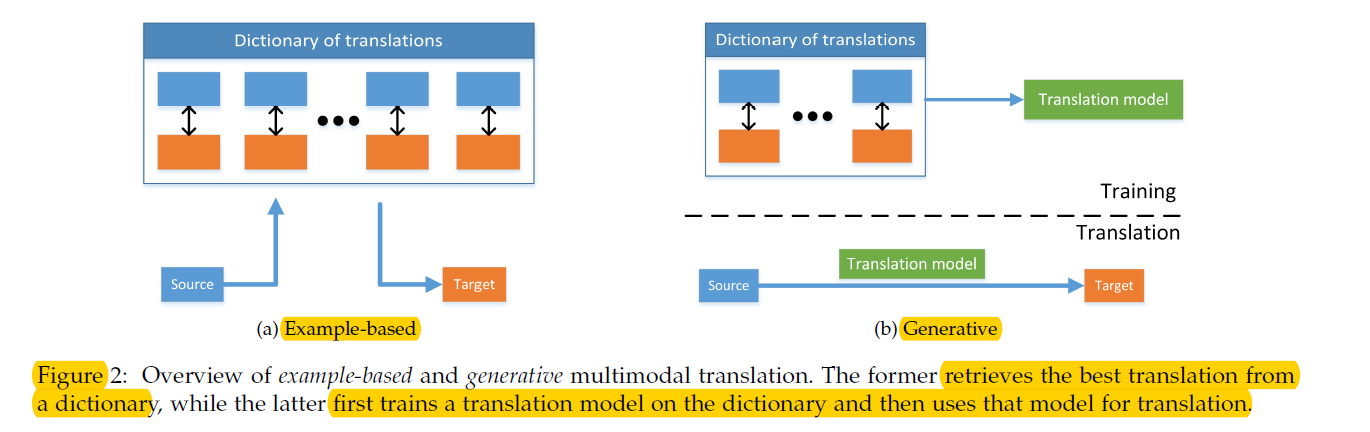 Dictionary of translations
Source
Target
(a) Example-based
Dictionary of translations
Translation model
Training
Translation
Translation model
Source
Target
(b) Generative
Figure 2: Overview of example-based and generative multimodal translation. The former retrieves the best translation from
a dictionary, while the latter first trains a translation model on the dictionary and then uses that model for translation.